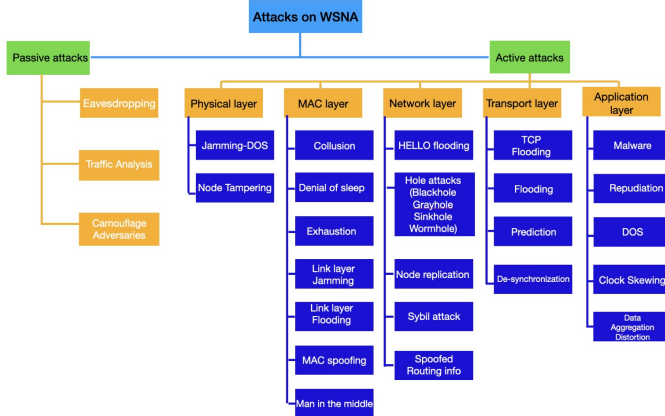 Attacks on WSNA
Passive attacks
Active attacks
Eavesdropping
Traffic Analysis
Camouflage
Adversaries
Physical layer
Jamming-DOS
Node Tampering
MAC layer
Collusion
Denial of sleep
Exhaustion
Link layer
Jamming
Link layer
Flooding
MAC spoofing
Man in the middle
Network layer
HELLO flooding
Hole attacks
(Blackhole
Grayhole
Sinkhole
Wormhole)
Node replication
Sybil attack
Spoofed
Routing info
Transport layer
TCP
Flooding
Flooding
Prediction
De-synchronization
Application
layer
Malware
Repudiation
DOS
Clock Skewing
Data
Aggregation
Distortion